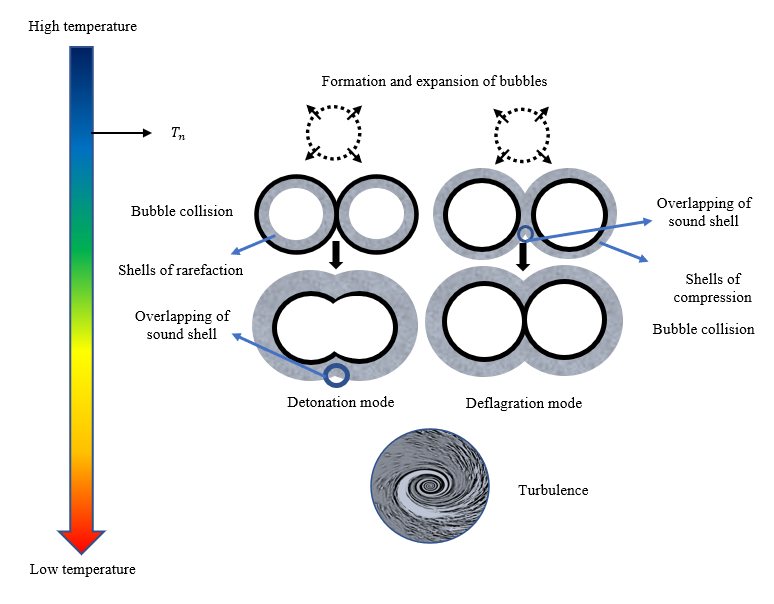 High temperature
Formation and expansion of bubbles
Tn
Bubble collision
Overlapping of
sound shell
Shells of rarefaction
Shells of
compression
Overlapping of
sound shell
Bubble collision
Detonation mode
Deflagration mode
Turbulence
Low temperature